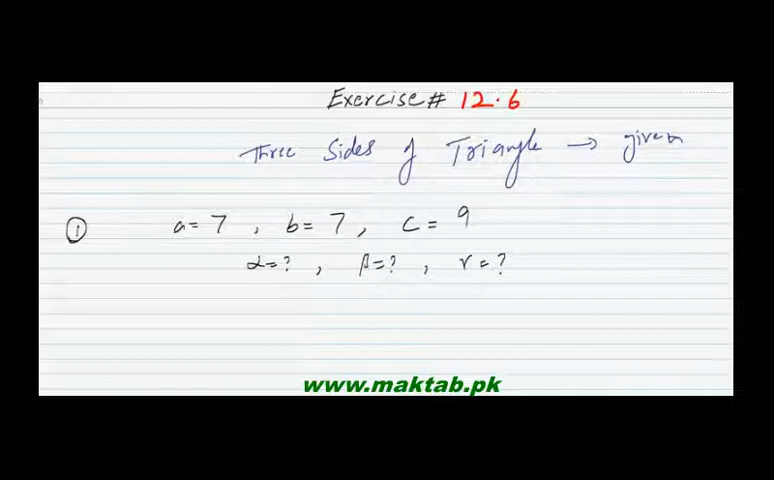 Exercise# 12.6
Three Sides of Triangle → given
① a = 7 , b = 7 , c = 9
α = ? , β = ? , γ = ?
www.maktab.pk